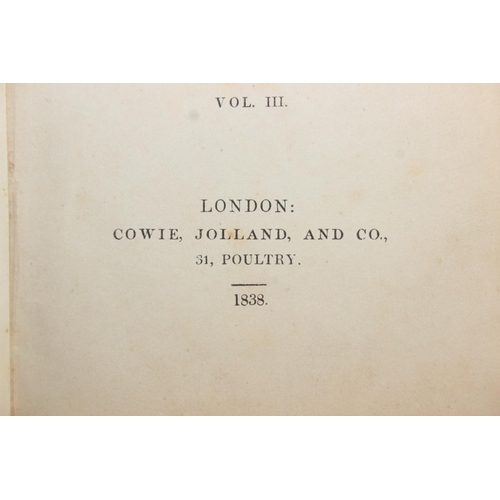 VOL. III.
LONDON:
COWIE, JOLLAND, AND CO.,
31, POULTRY.
1838.